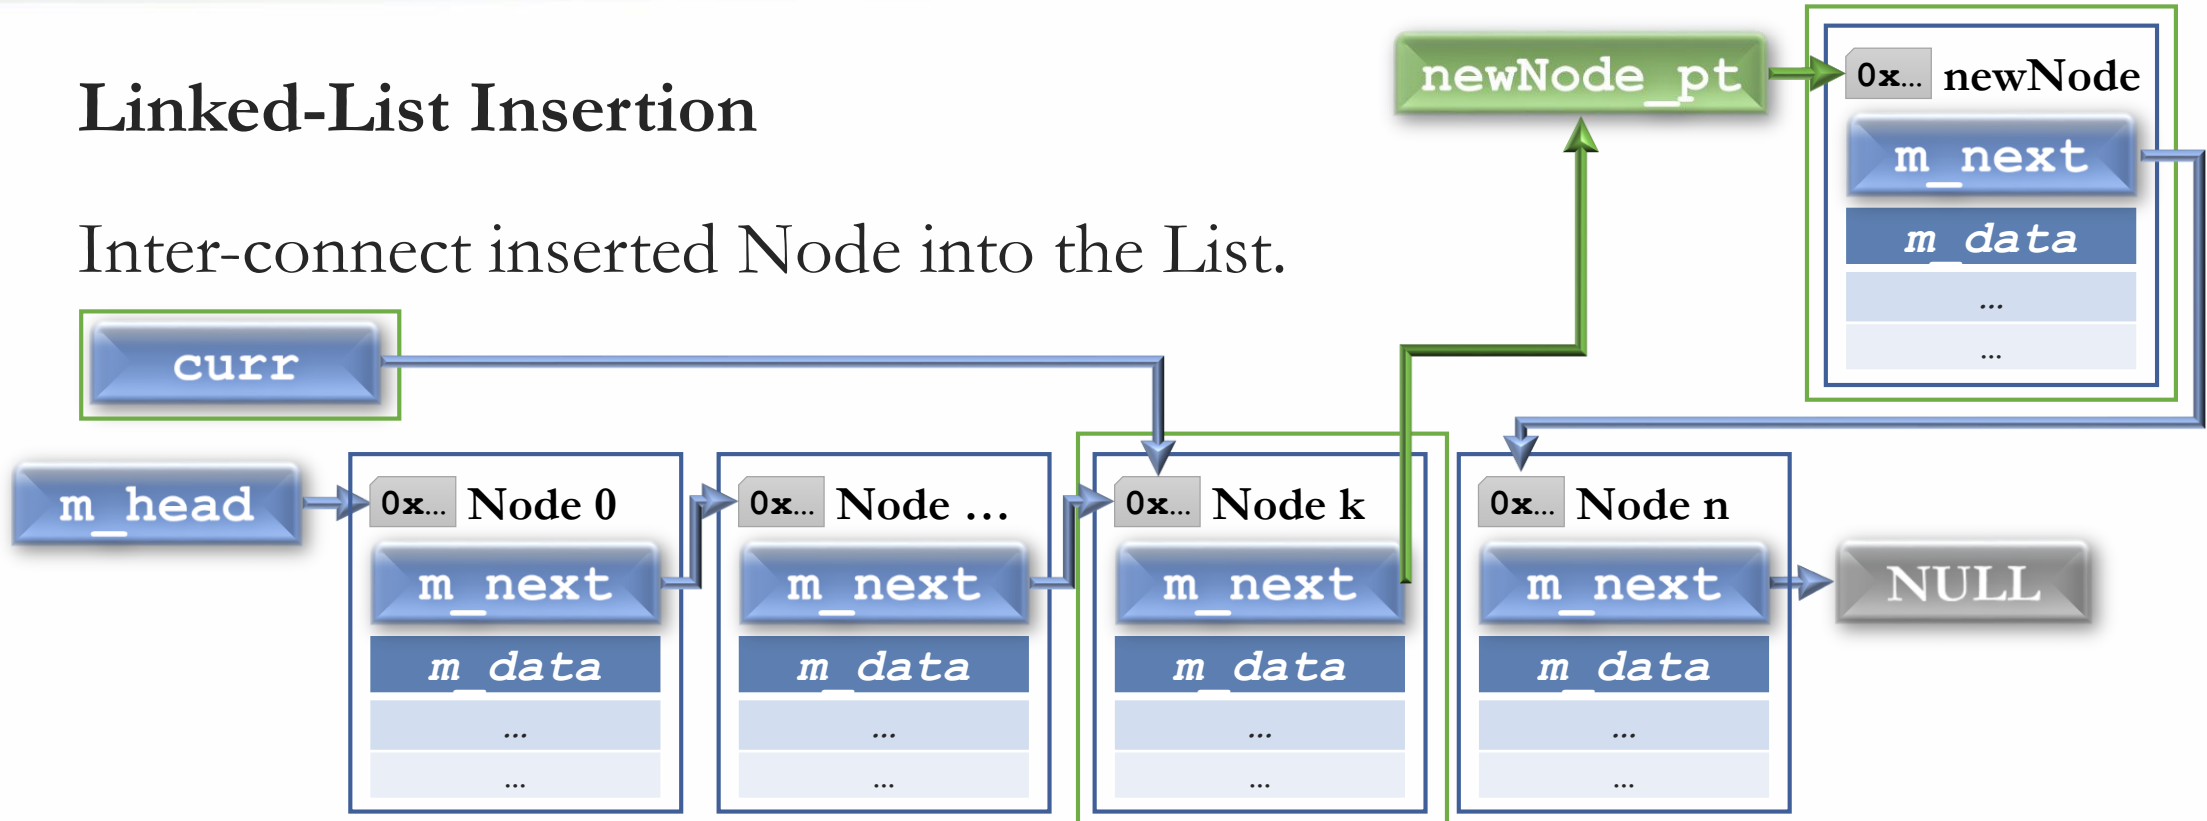 Linked-List Insertion
Inter-connect inserted Node into the List.
newNode_pt
0x... newNode
m_next
m_data
...
...
curr
m_head
0x... Node 0
m_next
m_data
...
...
0x... Node ...
m_next
m_data
...
...
0x... Node k
m_next
m_data
...
...
0x... Node n
m_next
m_data
...
...
NULL